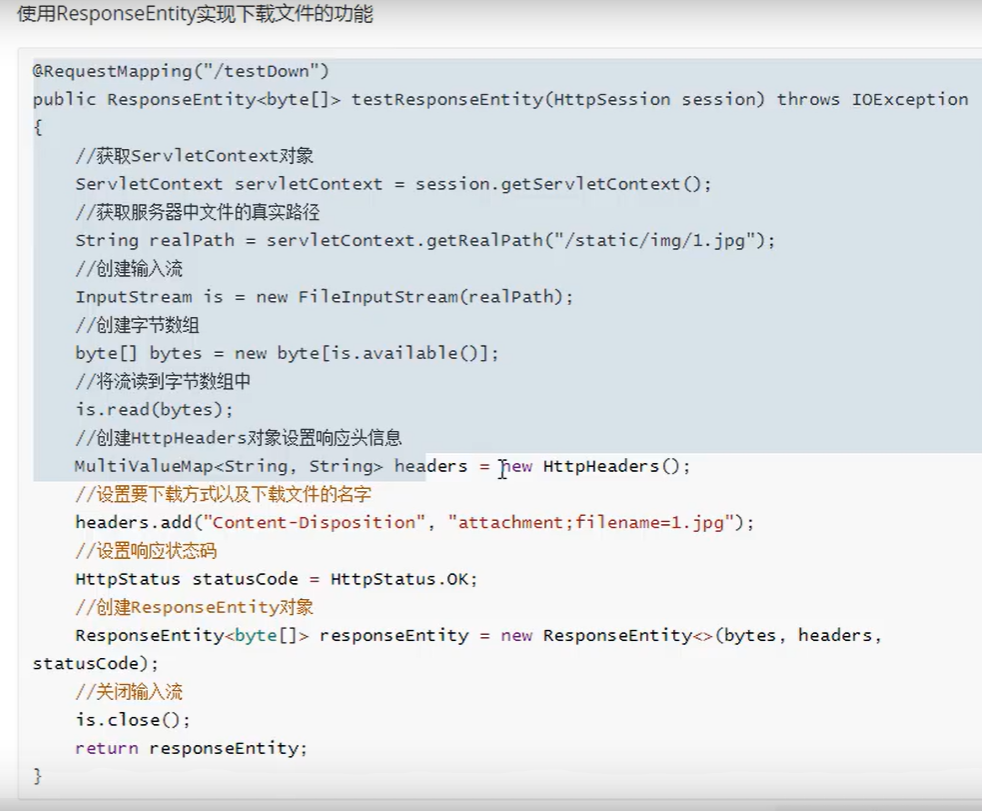 使用ResponseEntity实现下载文件的功能
@RequestMapping("/testDown")
public ResponseEntity<byte[]> testResponseEntity(HttpSession session) throws IOException
{
//获取ServletContext对象
ServletContext servletContext = session.getServletContext();
//获取服务器中文件的真实路径
String realPath = servletContext.getRealPath("/static/img/1.jpg");
//创建输入流
InputStream is = new FileInputStream(realPath);
//创建字节数组
byte[] bytes = new byte[is.available()];
//将流读到字节数组中
is.read(bytes);
//创建HttpHeaders对象设置响应头信息
MultiValueMap<String, String> headers = new HttpHeaders();
//设置要下载方式以及下载文件的名字
headers.add("Content-Disposition", "attachment;filename=1.jpg");
//设置响应状态码
HttpStatus statusCode = HttpStatus.OK;
//创建ResponseEntity对象
ResponseEntity<byte[]> responseEntity = new ResponseEntity<>(bytes, headers,
statusCode);
//关闭输入流
is.close();
return responseEntity;
}